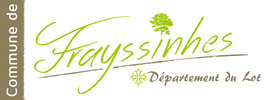 Commune de
Frayssinhes
Département du Lot